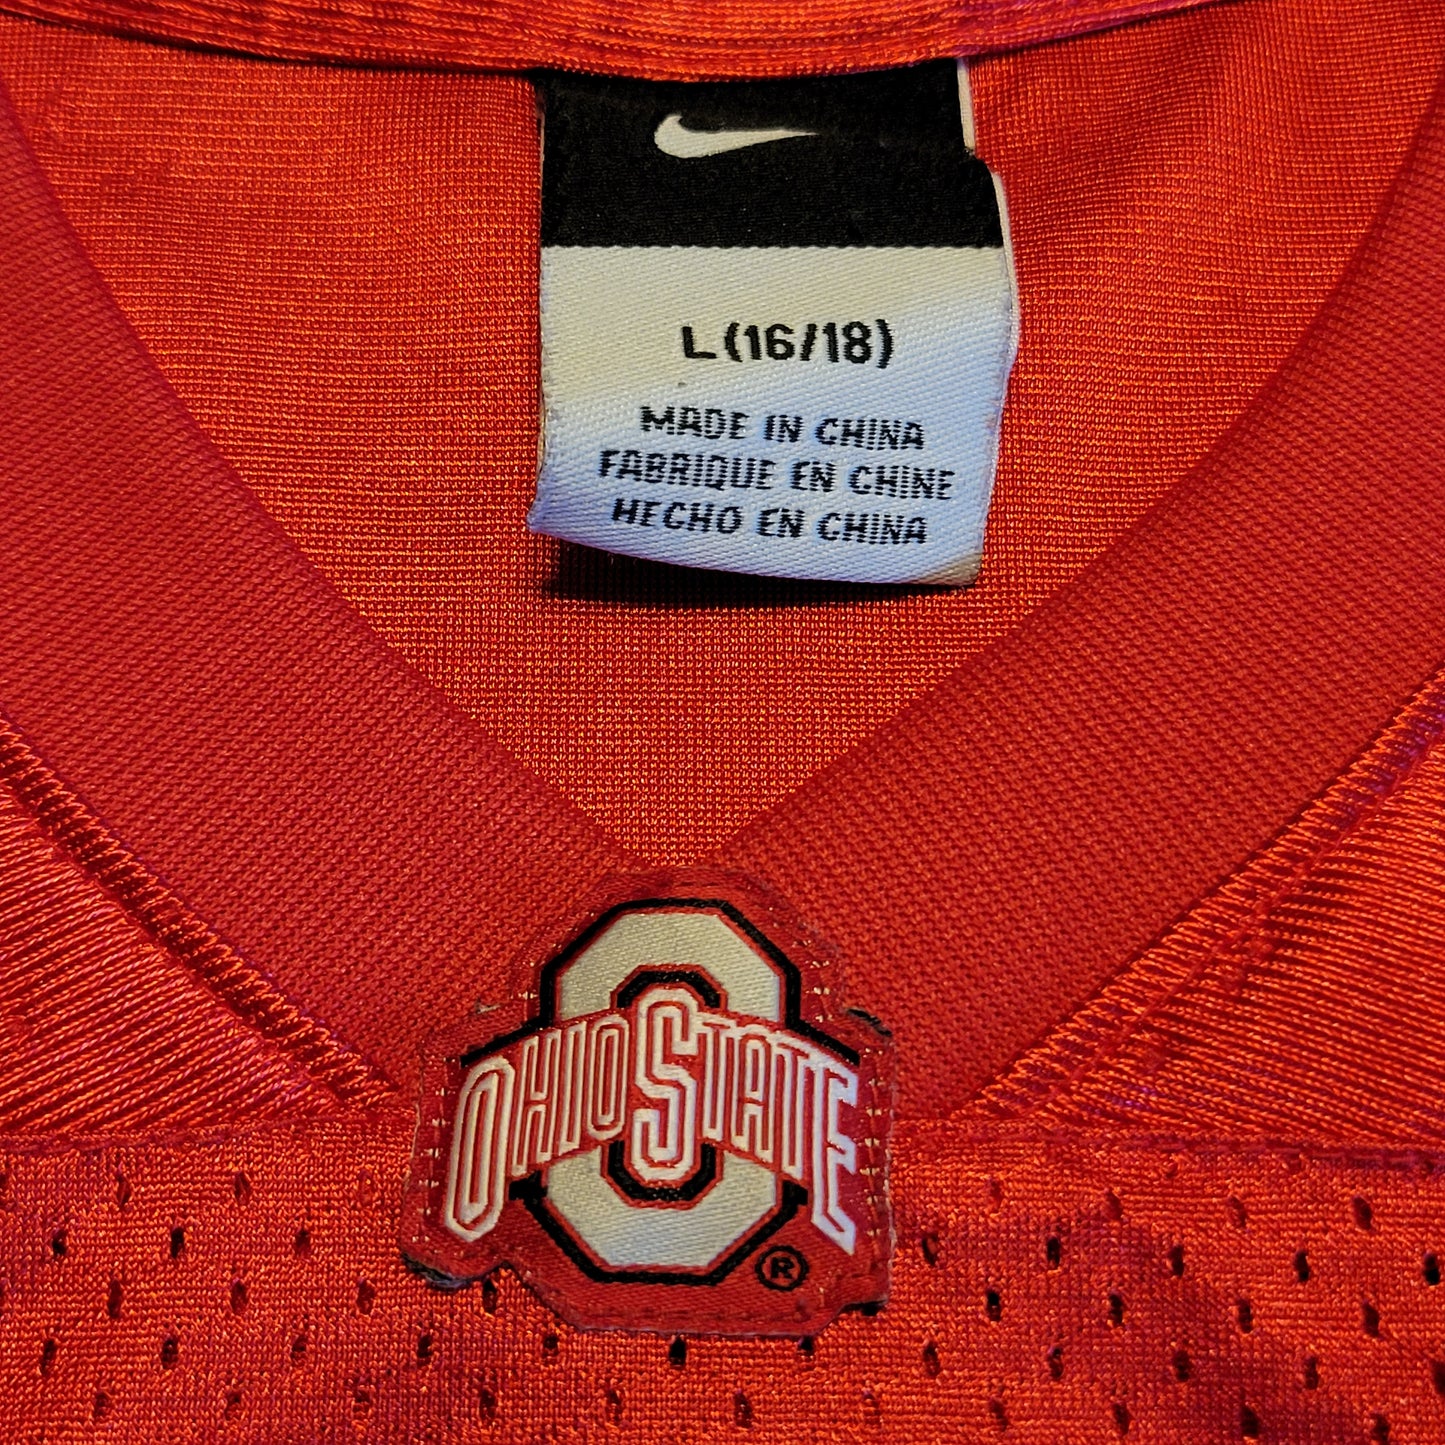 L(16/18)
MADE IN CHINA
FABRIQUE EN CHINE
HECHO EN CHINA
OHIO STATE
®